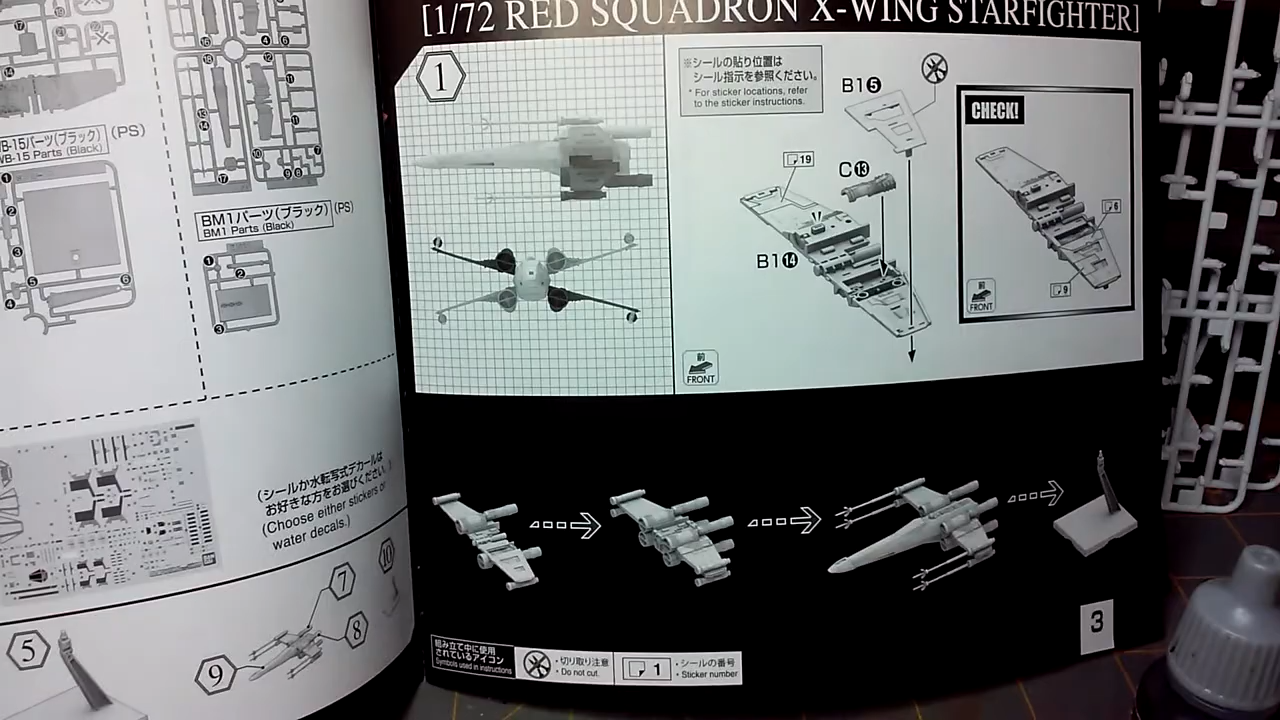 [1/72 RED SQUADRON X-WING STARFIGHTER]
1
※シールの貼り位置は
シール指示を参照ください。
* For sticker locations, refer
to the sticker instructions.
B1⑤
19
C⑬
B1⑭
前
FRONT
CHECK!
6
9
前
FRONT
3
組み立て中に使用
されているアイコン
Symbols used in instructions
・切り取り注意
・Do not cut.
1
・シールの番号
・Sticker number
B-15パーツ(ブラック) (PS)
WB-15 Parts (Black)
BM1パーツ(ブラック) (PS)
BM1 Parts (Black)
(シールか水転写式デカールは
お好きな方をお選びください。)
(Choose either stickers or
water decals.)
5
7
8
9
10